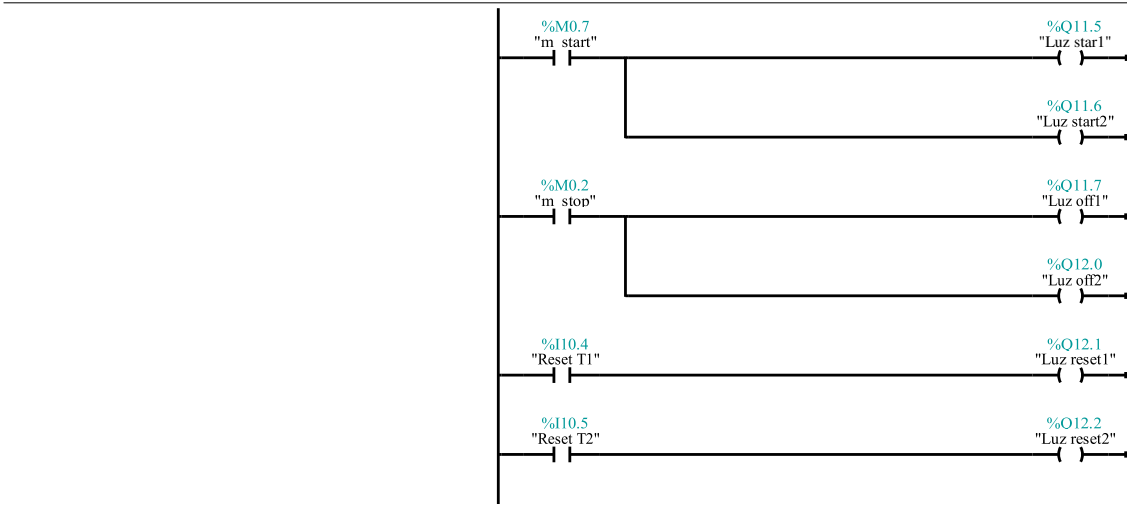 %M0.7
"m_start"
%Q11.5
"Luz star1"
%Q11.6
"Luz start2"
%M0.2
"m_stop"
%Q11.7
"Luz off1"
%Q12.0
"Luz off2"
%I10.4
"Reset T1"
%Q12.1
"Luz reset1"
%I10.5
"Reset T2"
%Q12.2
"Luz reset2"